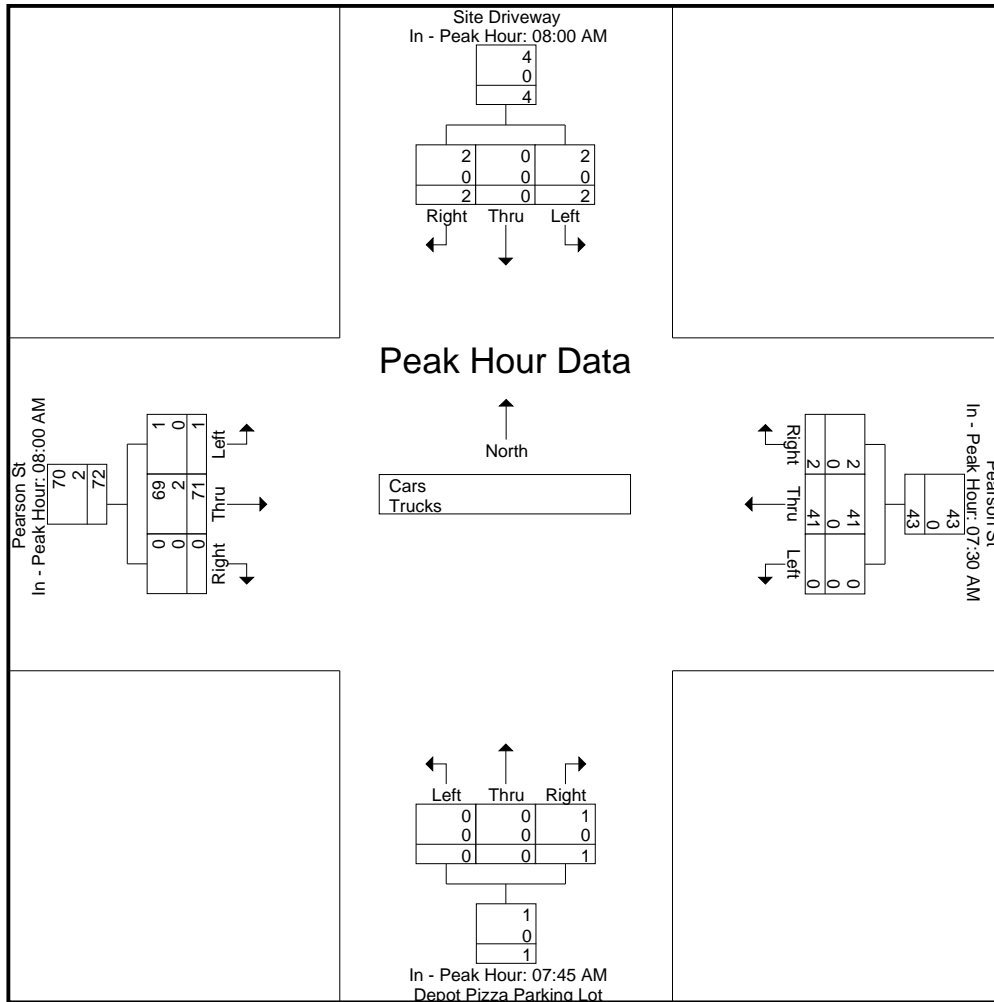 Site Driveway
In - Peak Hour: 08:00 AM
4
0
4
2 0 2
0 0 0
2 0 2
Right Thru Left
Peak Hour Data
North
Cars
Trucks
Pearson St
In - Peak Hour: 08:00 AM
70
2
72
1 0 1
Left
69 2 71
Thru
0 0 0
Right
Pearson St
In - Peak Hour: 07:30 AM
43
0
43
Right
2 0 2
Thru
41 0 41
Left
0 0 0
Left Thru Right
0 0 1
0 0 0
0 0 1
1
0
1
In - Peak Hour: 07:45 AM
Depot Pizza Parking Lot